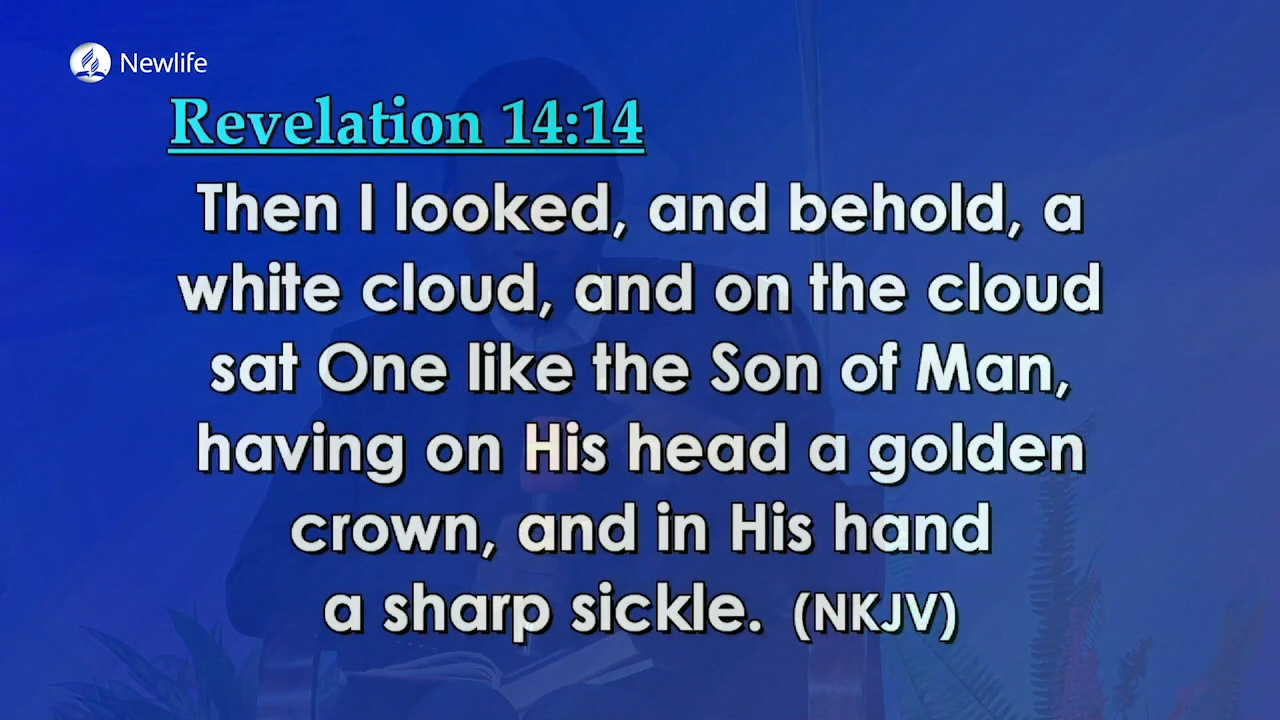 Newlife
Revelation 14:14
Then I looked, and behold, a
white cloud, and on the cloud
sat One like the Son of Man,
having on His head a golden
crown, and in His hand
a sharp sickle. (NKJV)